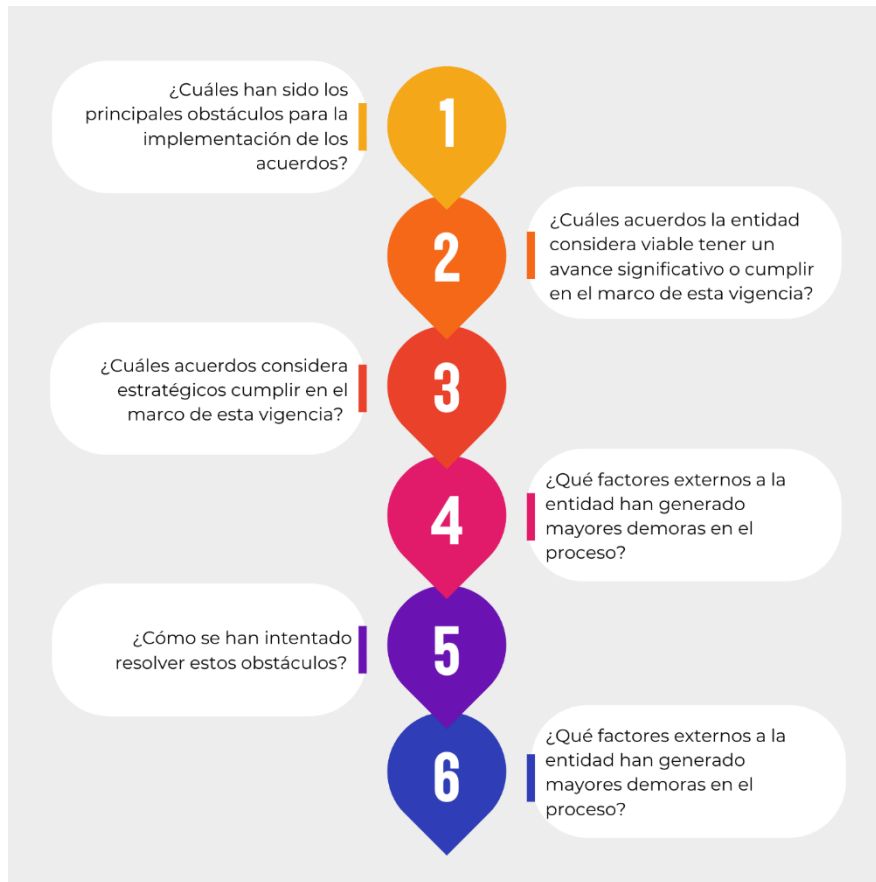 ¿Cuáles han sido los
principales obstáculos para la
implementación de los
acuerdos?
1
2
¿Cuáles acuerdos la entidad
considera viable tener un
avance significativo o cumplir
en el marco de esta vigencia?
¿Cuáles acuerdos considera
estratégicos cumplir en el
marco de esta vigencia?
3
4
¿Qué factores externos a la
entidad han generado
mayores demoras en el
proceso?
¿Cómo se han intentado
resolver estos obstáculos?
5
6
¿Qué factores externos a la
entidad han generado
mayores demoras en el
proceso?